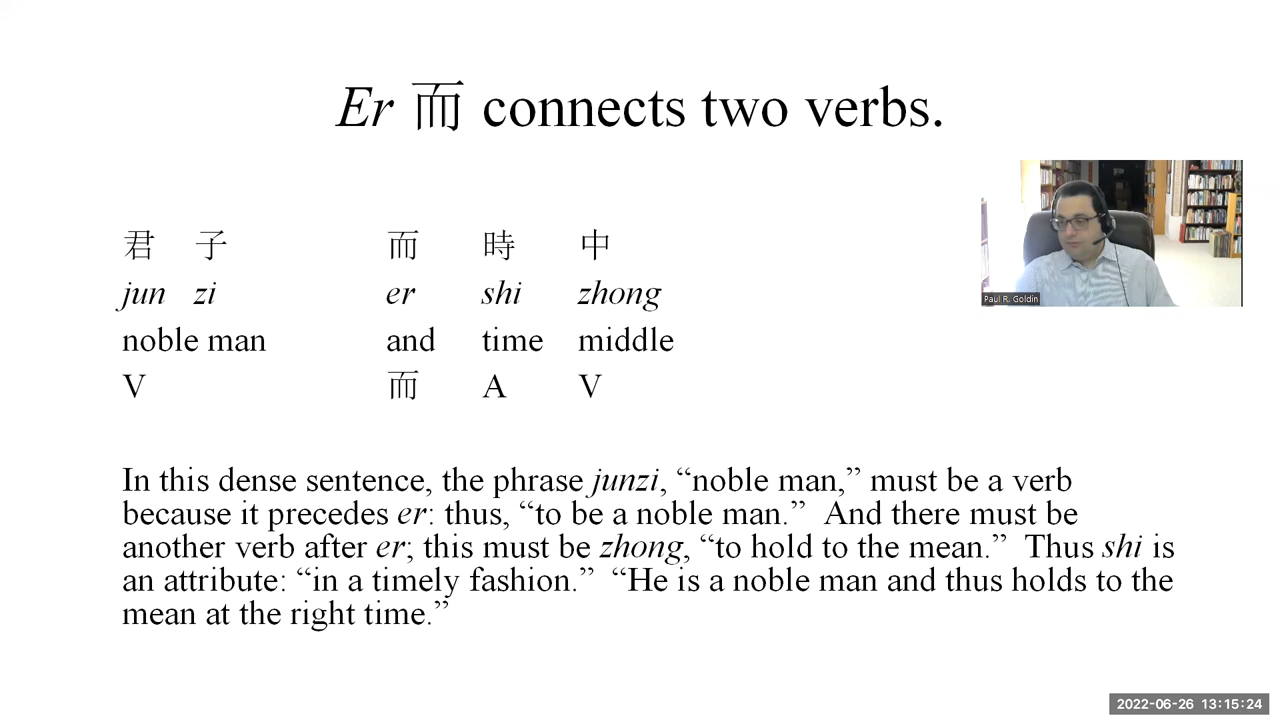 Er 而 connects two verbs.
君 子 而 時 中
jun zi er shi zhong
noble man and time middle
V 而 A V
Paul R. Goldin
In this dense sentence, the phrase junzi, “noble man,” must be a verb
because it precedes er: thus, “to be a noble man.” And there must be
another verb after er; this must be zhong, “to hold to the mean.” Thus shi is
an attribute: “in a timely fashion.” “He is a noble man and thus holds to the
mean at the right time.”
2022-06-26 13:15:24